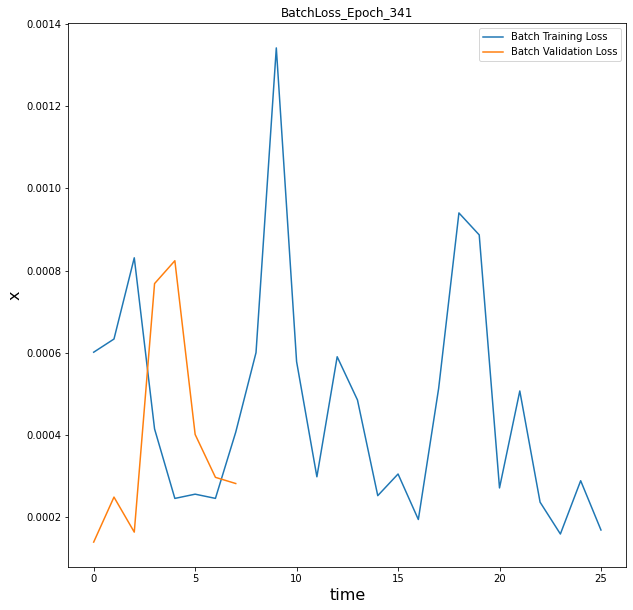 BatchLoss_Epoch_341
Batch Training Loss
Batch Validation Loss
0.0014
0.0012
0.0010
0.0008
0.0006
0.0004
0.0002
x
0 5 10 15 20 25
time